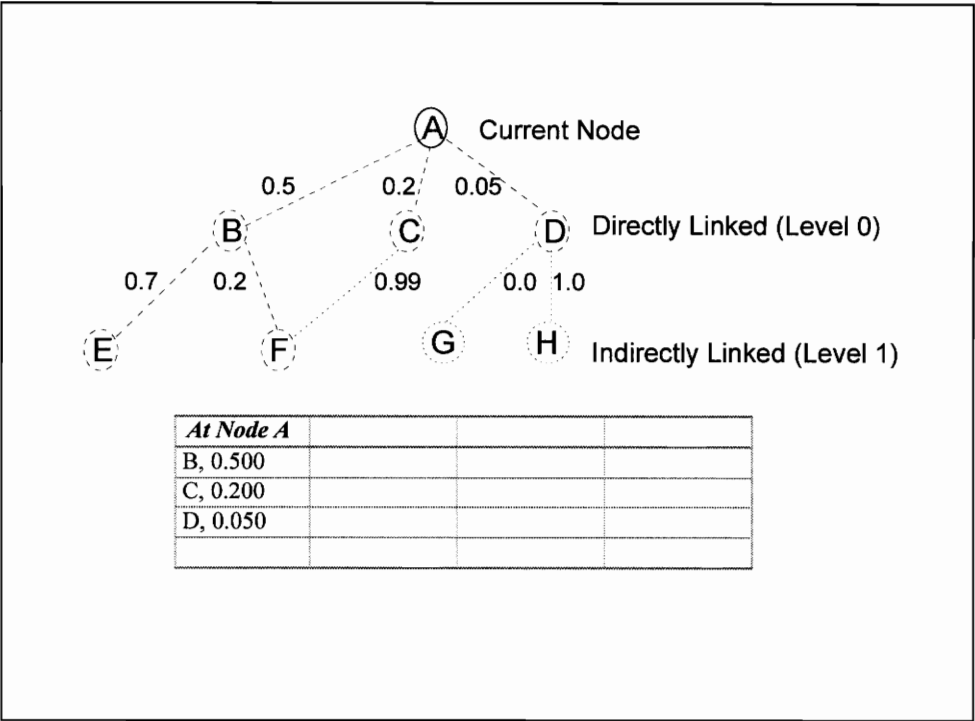 A Current Node
0.5 0.2 0.05
B C D Directly Linked (Level 0)
0.7 0.2 0.99 0.0 1.0
E F G H Indirectly Linked (Level 1)
At Node A
B, 0.500
C, 0.200
D, 0.050